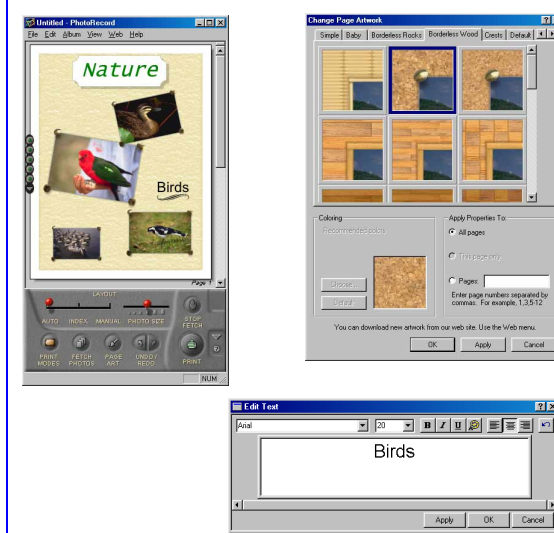 Untitled - PhotoRecord
File Edit Album View Web Help
Nature
Birds
Page 1
LAYOUT
AUTO INDEX MANUAL PHOTO SIZE STOP FETCH
PRINT MODES FETCH PHOTOS PAGE ART UNDO/ REDO PRINT
NUM
Change Page Artwork
Simple Baby Borderless Rocks Borderless Wood Crests Default
Coloring
Recommended colors
Choose
Default
Apply Properties To:
All pages
This page only
Pages:
Enter page numbers separated by
commas. For example, 1,3,5-12
You can download new artwork from our web site. Use the Web menu.
OK Apply Cancel
Edit Text
Arial 20 B I U
Birds
Apply OK Cancel